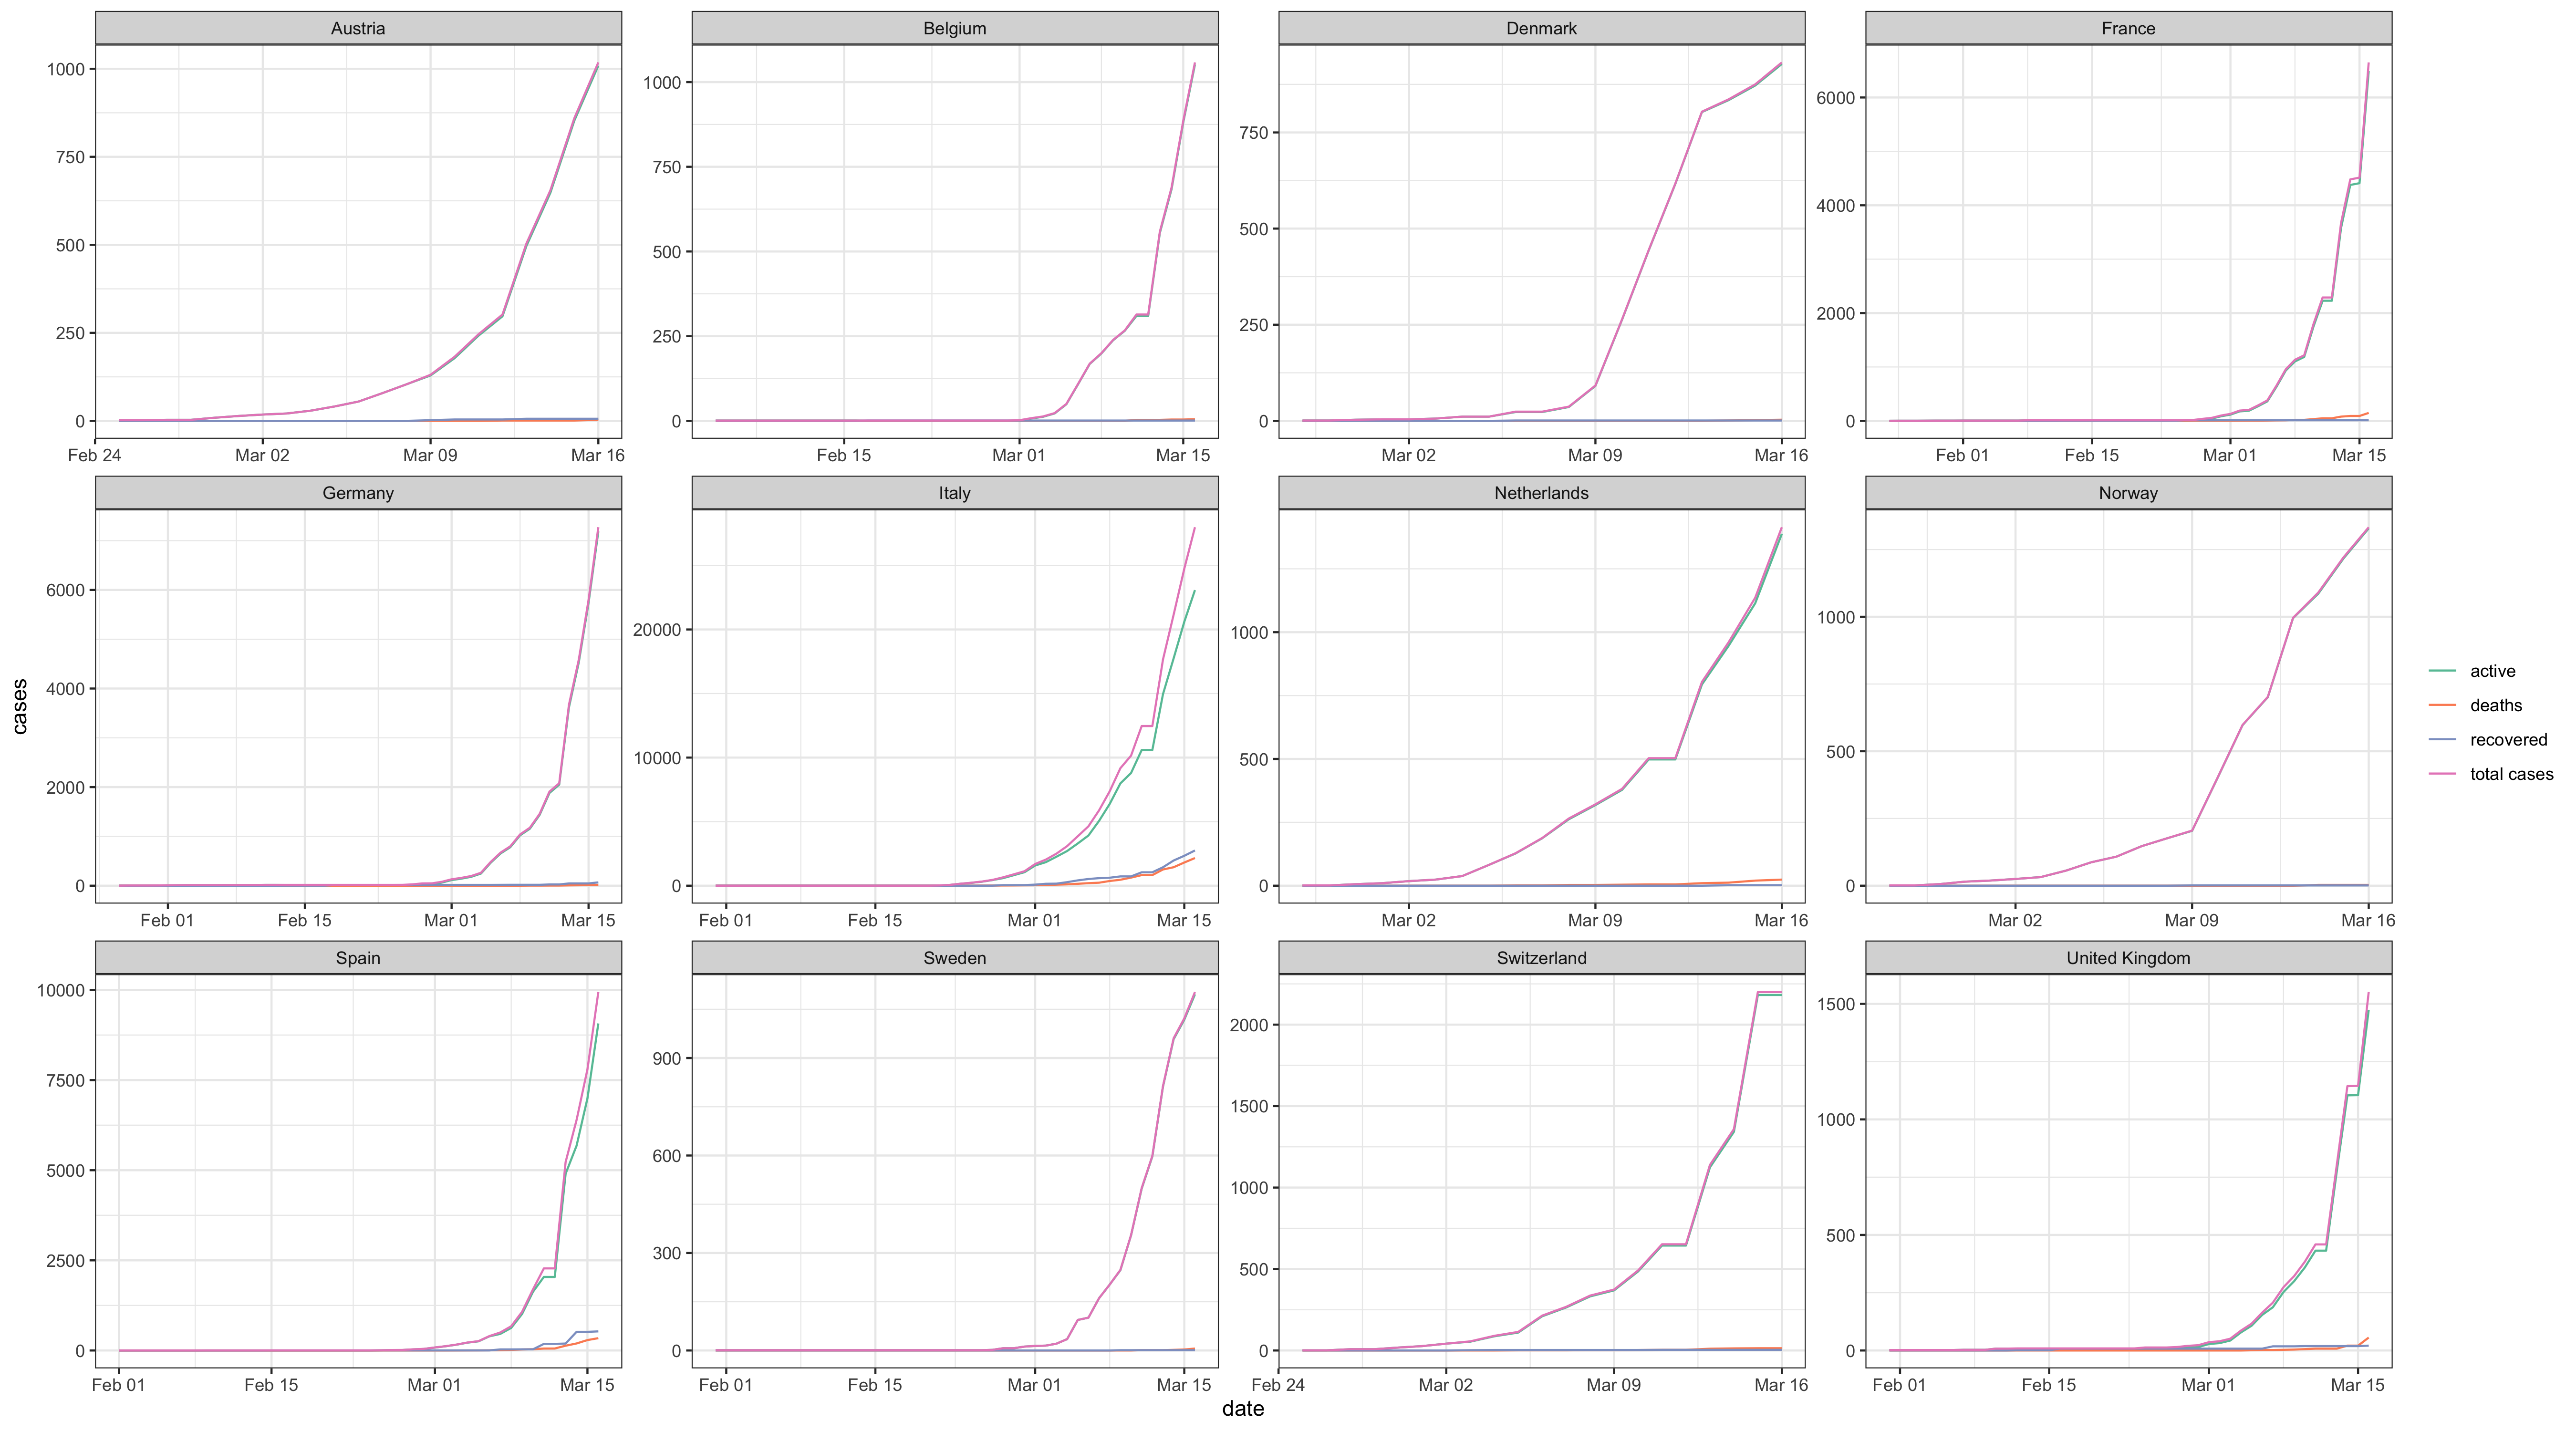 Austria
Belgium
Denmark
France
1000
750
500
250
0
Feb 24
Mar 02
Mar 09
Mar 16
1000
750
500
250
0
Feb 15
Mar 01
Mar 15
750
500
250
0
Mar 02
Mar 09
Mar 16
6000
4000
2000
0
Feb 01
Feb 15
Mar 01
Mar 15
Germany
Italy
Netherlands
Norway
6000
4000
2000
0
Feb 01
Feb 15
Mar 01
Mar 15
20000
10000
0
Feb 01
Feb 15
Mar 01
Mar 15
1000
500
0
Mar 02
Mar 09
Mar 16
1000
500
0
Mar 02
Mar 09
Mar 16
Spain
Sweden
Switzerland
United Kingdom
10000
7500
5000
2500
0
Feb 01
Feb 15
Mar 01
Mar 15
900
600
300
0
Feb 01
Feb 15
Mar 01
Mar 15
2000
1500
1000
500
0
Feb 24
Mar 02
Mar 09
Mar 16
1500
1000
500
0
Feb 01
Feb 15
Mar 01
Mar 15
cases
date
active
deaths
recovered
total cases